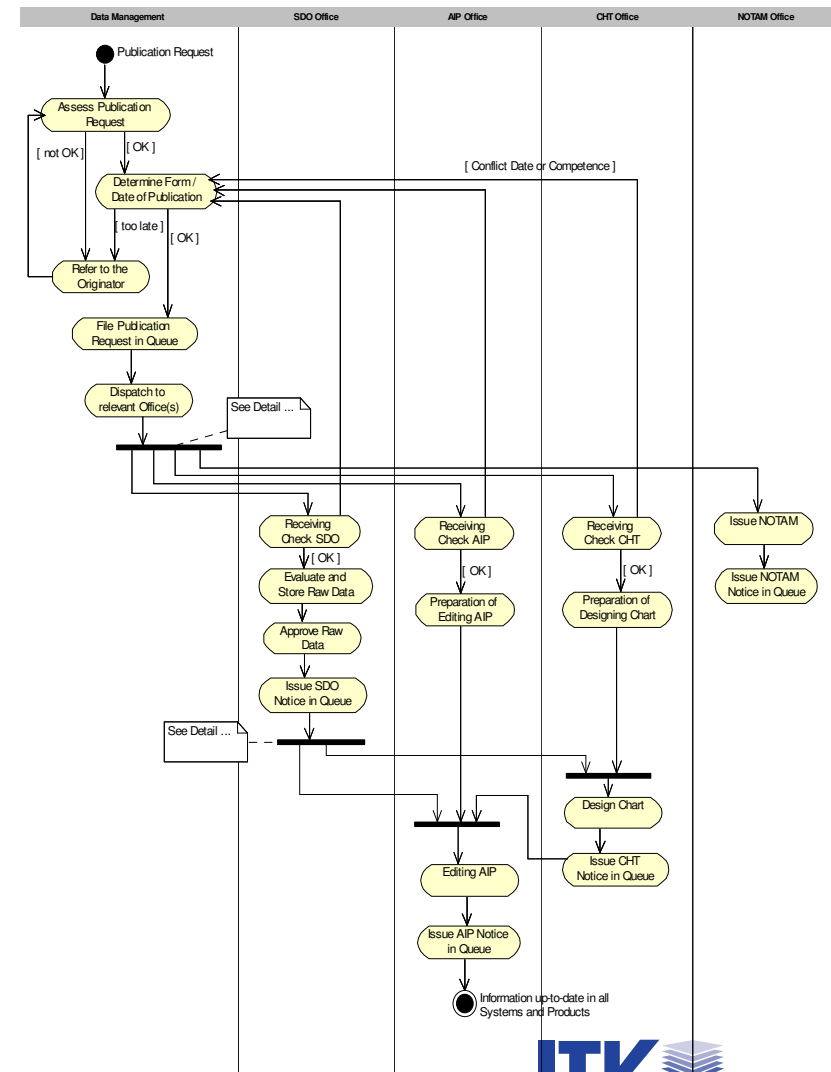 Data Management
SDO Office
AIP Office
CHT Office
NOTAM Office
Publication Request
Assess Publication
Request
[ not OK ]
[ OK ]
[ Conflict Date or Competence ]
Determine Form /
Date of Publication
[ too late ]
[ OK ]
Refer to the
Originator
File Publication
Request in Queue
Dispatch to
relevant Office(s)
See Detail ...
Receiving
Check SDO
Receiving
Check AIP
Receiving
Check CHT
Issue NOTAM
[ OK ]
[ OK ]
[ OK ]
Evaluate and
Store Raw Data
Issue NOTAM
Notice in Queue
Preparation of
Editing AIP
Preparation of
Designing Chart
Approve Raw
Data
Issue SDO
Notice in Queue
See Detail ...
Design Chart
Issue CHT
Notice in Queue
Editing AIP
Issue AIP Notice
in Queue
Information up-to-date in all
Systems and Products
ITK